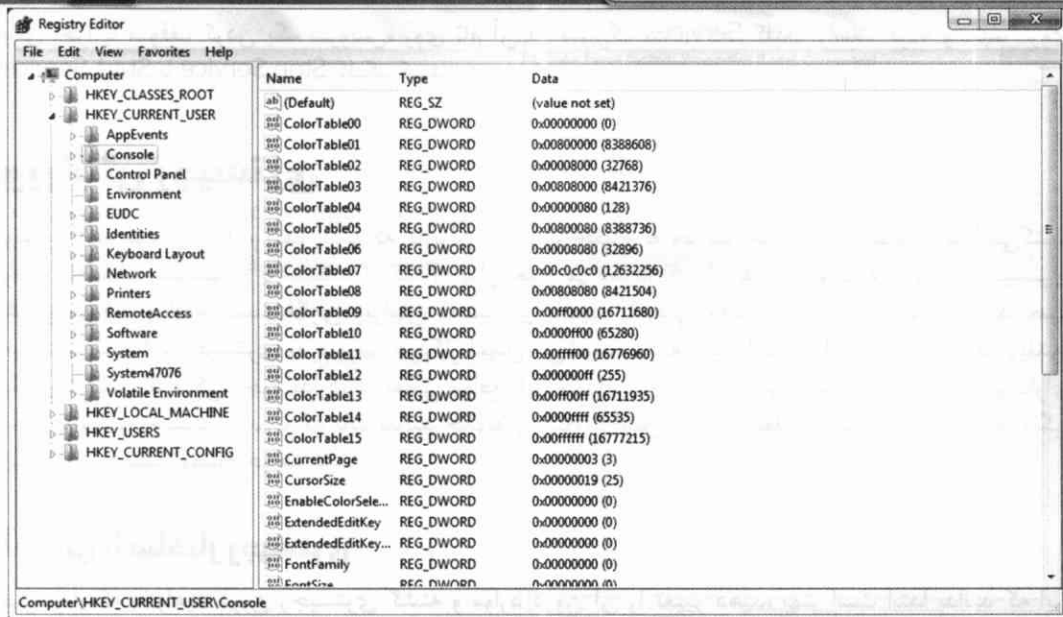 Registry Editor
File Edit View Favorites Help
Computer
HKEY_CLASSES_ROOT
HKEY_CURRENT_USER
AppEvents
Console
Control Panel
Environment
EUDC
Identities
Keyboard Layout
Network
Printers
RemoteAccess
Software
System
System47076
Volatile Environment
HKEY_LOCAL_MACHINE
HKEY_USERS
HKEY_CURRENT_CONFIG
Name Type Data
(Default) REG_SZ (value not set)
ColorTable00 REG_DWORD 0x00000000 (0)
ColorTable01 REG_DWORD 0x00800000 (8388608)
ColorTable02 REG_DWORD 0x00008000 (32768)
ColorTable03 REG_DWORD 0x00808000 (8421376)
ColorTable04 REG_DWORD 0x00000080 (128)
ColorTable05 REG_DWORD 0x00800080 (8388736)
ColorTable06 REG_DWORD 0x00008080 (32896)
ColorTable07 REG_DWORD 0x00c0c0c0 (12632256)
ColorTable08 REG_DWORD 0x00808080 (8421504)
ColorTable09 REG_DWORD 0x00ff0000 (16711680)
ColorTable10 REG_DWORD 0x0000ff00 (65280)
ColorTable11 REG_DWORD 0x00ffff00 (16776960)
ColorTable12 REG_DWORD 0x000000ff (255)
ColorTable13 REG_DWORD 0x00ff00ff (16711935)
ColorTable14 REG_DWORD 0x0000ffff (65535)
ColorTable15 REG_DWORD 0x00ffffff (16777215)
CurrentPage REG_DWORD 0x00000003 (3)
CursorSize REG_DWORD 0x00000019 (25)
EnableColorSele... REG_DWORD 0x00000000 (0)
ExtendedEditKey REG_DWORD 0x00000000 (0)
ExtendedEditKey... REG_DWORD 0x00000000 (0)
FontFamily REG_DWORD 0x00000000 (0)
FontSize REG_DWORD 0x00000000 (0)
Computer\HKEY_CURRENT_USER\Console